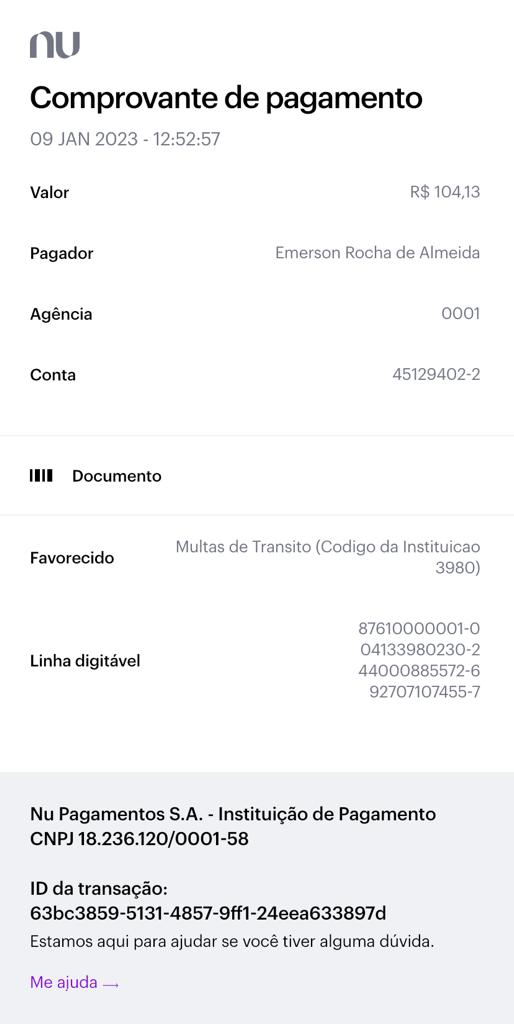 nu
Comprovante de pagamento
09 JAN 2023 - 12:52:57
Valor R$ 104,13
Pagador Emerson Rocha de Almeida
Agência 0001
Conta 45129402-2
Documento
Favorecido Multas de Transito (Codigo da Instituicao
3980)
Linha digitável 87610000001-0
04133980230-2
44000885572-6
92707107455-7
Nu Pagamentos S.A. - Instituição de Pagamento
CNPJ 18.236.120/0001-58
ID da transação:
63bc3859-5131-4857-9ff1-24eea633897d
Estamos aqui para ajudar se você tiver alguma dúvida.
Me ajuda →